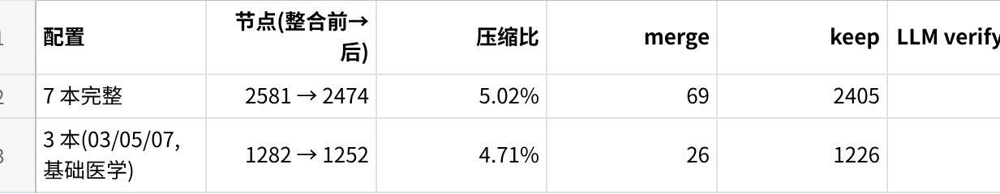 1 配置 节点(整合前→ 压缩比 merge keep LLM verify
后)
2 7 本完整 2581 → 2474 5.02% 69 2405
3 3 本(03/05/07, 1282 → 1252 4.71% 26 1226
基础医学)